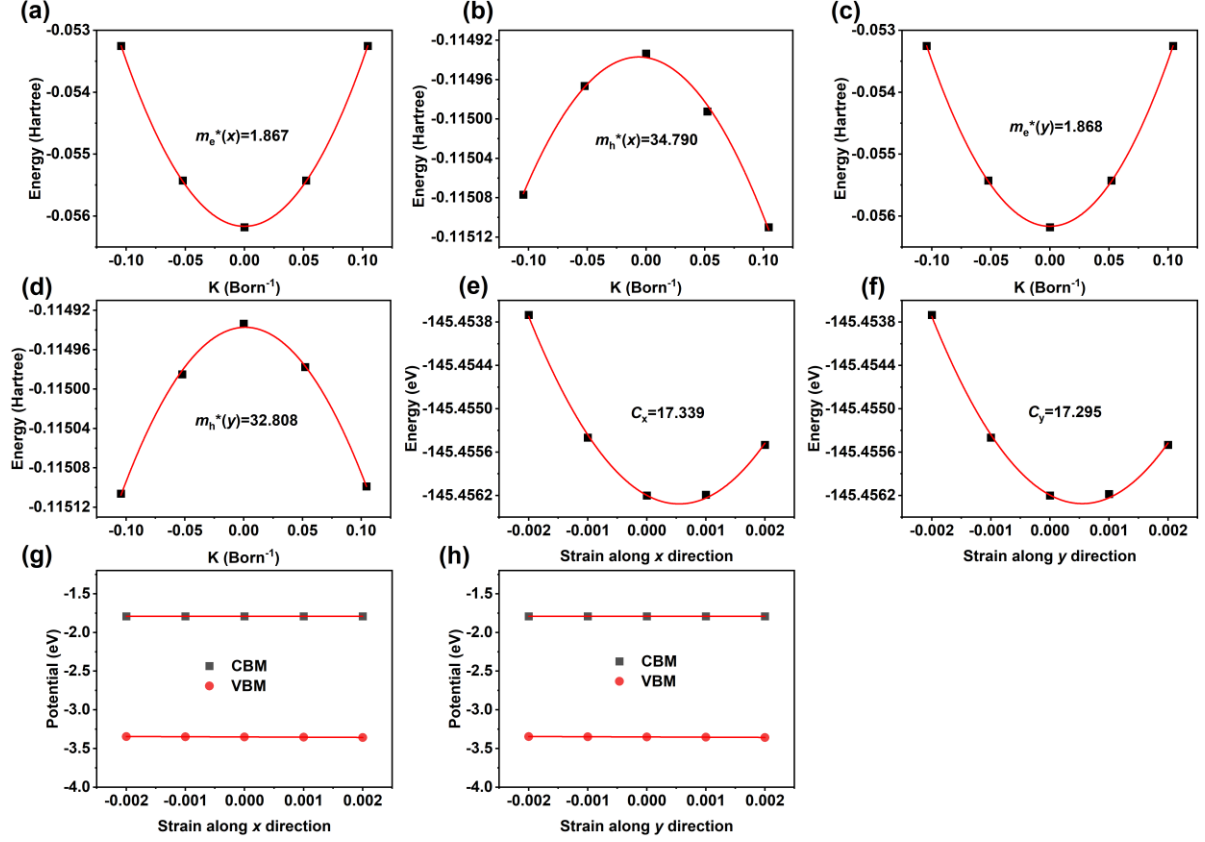 (a)
-0.053
-0.054
-0.055
-0.056
Energy (Hartree)
mₑ*(x)=1.867
-0.10 -0.05 0.00 0.05 0.10
K (Born⁻¹)
(b)
-0.11492
-0.11496
-0.11500
-0.11504
-0.11508
-0.11512
Energy (Hartree)
mₕ*(x)=34.790
-0.10 -0.05 0.00 0.05 0.10
K (Born⁻¹)
(c)
-0.053
-0.054
-0.055
-0.056
Energy (Hartree)
mₑ*(y)=1.868
-0.10 -0.05 0.00 0.05 0.10
K (Born⁻¹)
(d)
-0.11492
-0.11496
-0.11500
-0.11504
-0.11508
-0.11512
Energy (Hartree)
mₕ*(y)=32.808
-0.10 -0.05 0.00 0.05 0.10
K (Born⁻¹)
(e)
-145.4538
-145.4544
-145.4550
-145.4556
-145.4562
Energy (eV)
Cₓ=17.339
-0.002 -0.001 0.000 0.001 0.002
Strain along x direction
(f)
-145.4538
-145.4544
-145.4550
-145.4556
-145.4562
Energy (eV)
C_y=17.295
-0.002 -0.001 0.000 0.001 0.002
Strain along y direction
(g)
-1.5
-2.0
-2.5
-3.0
-3.5
-4.0
Potential (eV)
CBM
VBM
-0.002 -0.001 0.000 0.001 0.002
Strain along x direction
(h)
-1.5
-2.0
-2.5
-3.0
-3.5
-4.0
Potential (eV)
CBM
VBM
-0.002 -0.001 0.000 0.001 0.002
Strain along y direction